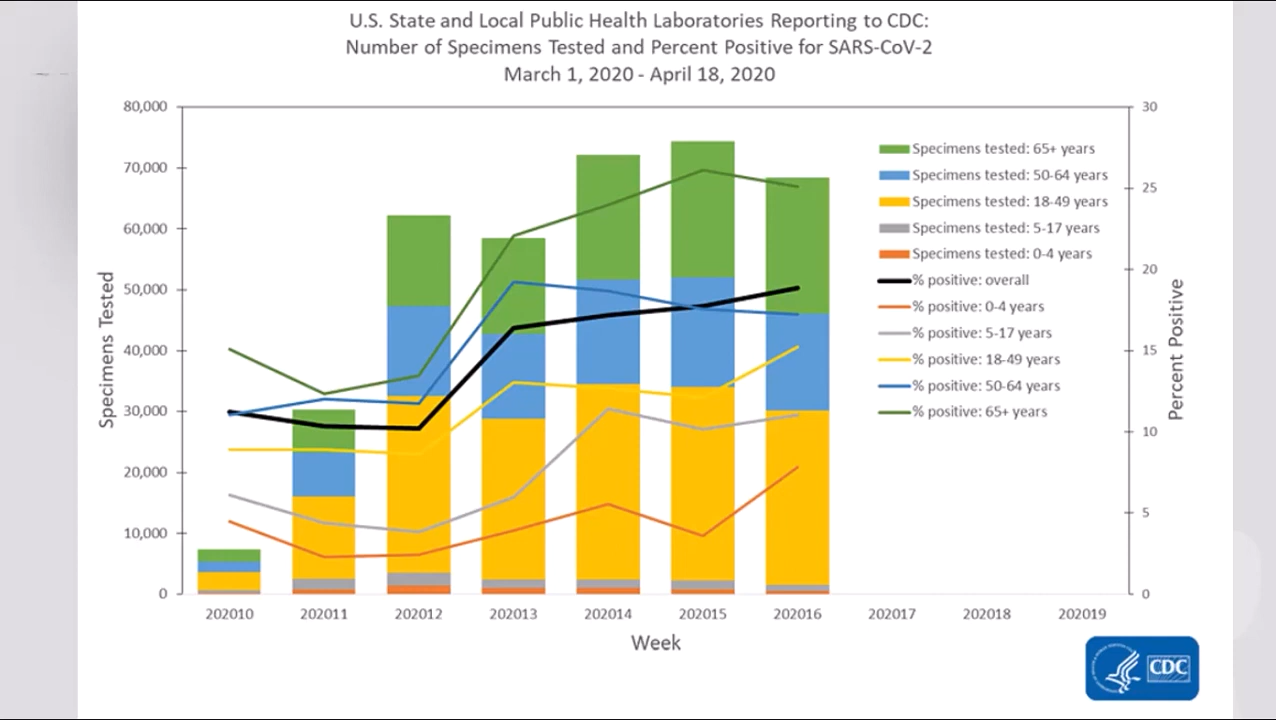 U.S. State and Local Public Health Laboratories Reporting to CDC:
Number of Specimens Tested and Percent Positive for SARS-CoV-2
March 1, 2020 - April 18, 2020
80,000
70,000
60,000
50,000
40,000
30,000
20,000
10,000
0
Specimens Tested
30
25
20
15
10
5
0
Percent Positive
Specimens tested: 65+ years
Specimens tested: 50-64 years
Specimens tested: 18-49 years
Specimens tested: 5-17 years
Specimens tested: 0-4 years
% positive: overall
% positive: 0-4 years
% positive: 5-17 years
% positive: 18-49 years
% positive: 50-64 years
% positive: 65+ years
202010 202011 202012 202013 202014 202015 202016 202017 202018 202019
Week
CDC